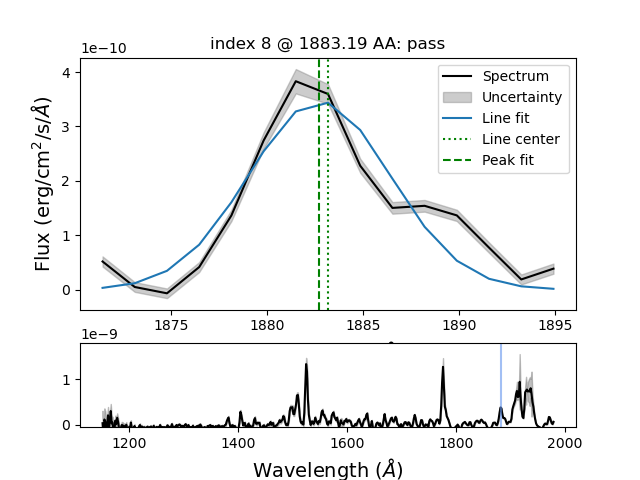 index 8 @ 1883.19 AA: pass
1e−10
Flux (erg/cm²/s/Å)
4
3
2
1
0
Spectrum
Uncertainty
Line fit
Line center
Peak fit
1875 1880 1885 1890 1895
1e−9
1
0
1200 1400 1600 1800 2000
Wavelength (Å)